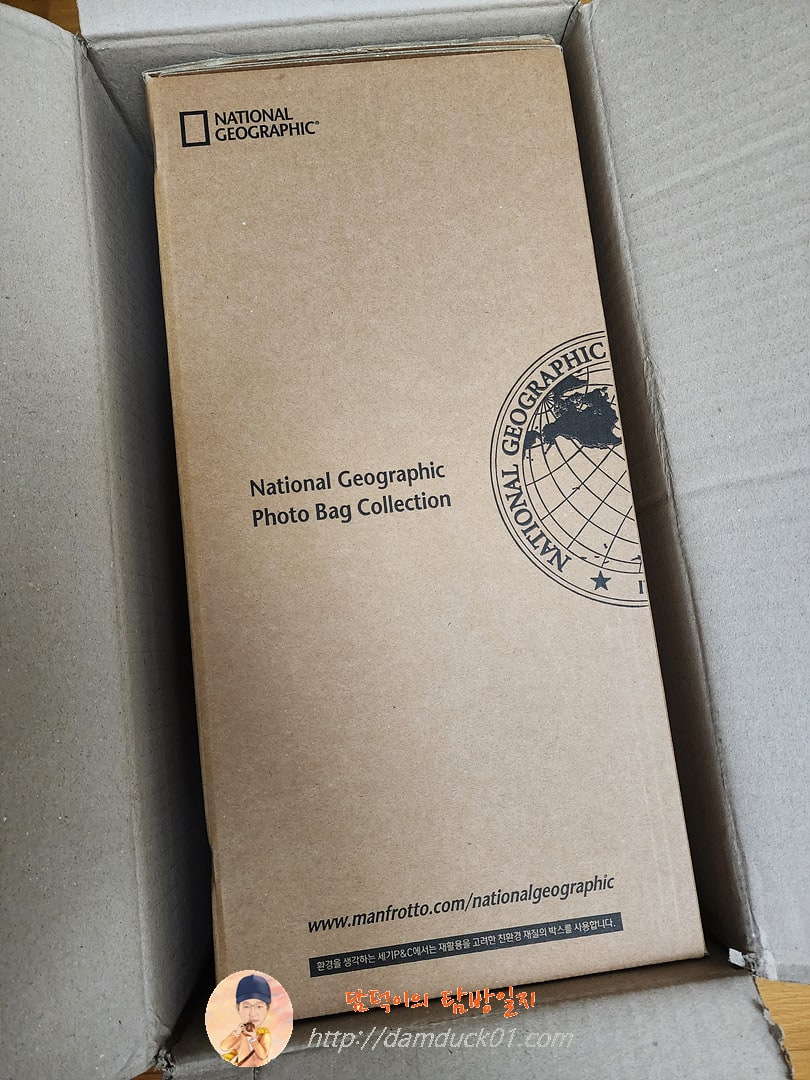 NATIONAL
GEOGRAPHIC®
NATIONAL GEOGRAPHIC
National Geographic
Photo Bag Collection
www.manfrotto.com/nationalgeographic
환경을 생각하는 세기P&C에서는 재활용을 고려한 친환경 재질의 박스를 사용합니다.
담덕이의 탐방일지
http://damduck01.com